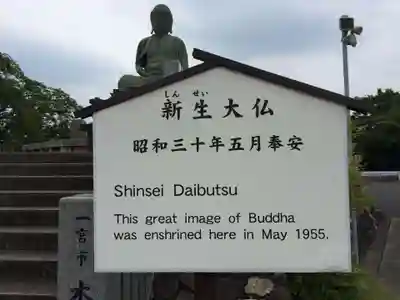 しん せい
新生大仏
昭和三十年五月奉安
Shinsei Daibutsu
This great image of Buddha
was enshrined here in May 1955.
一宮市
水